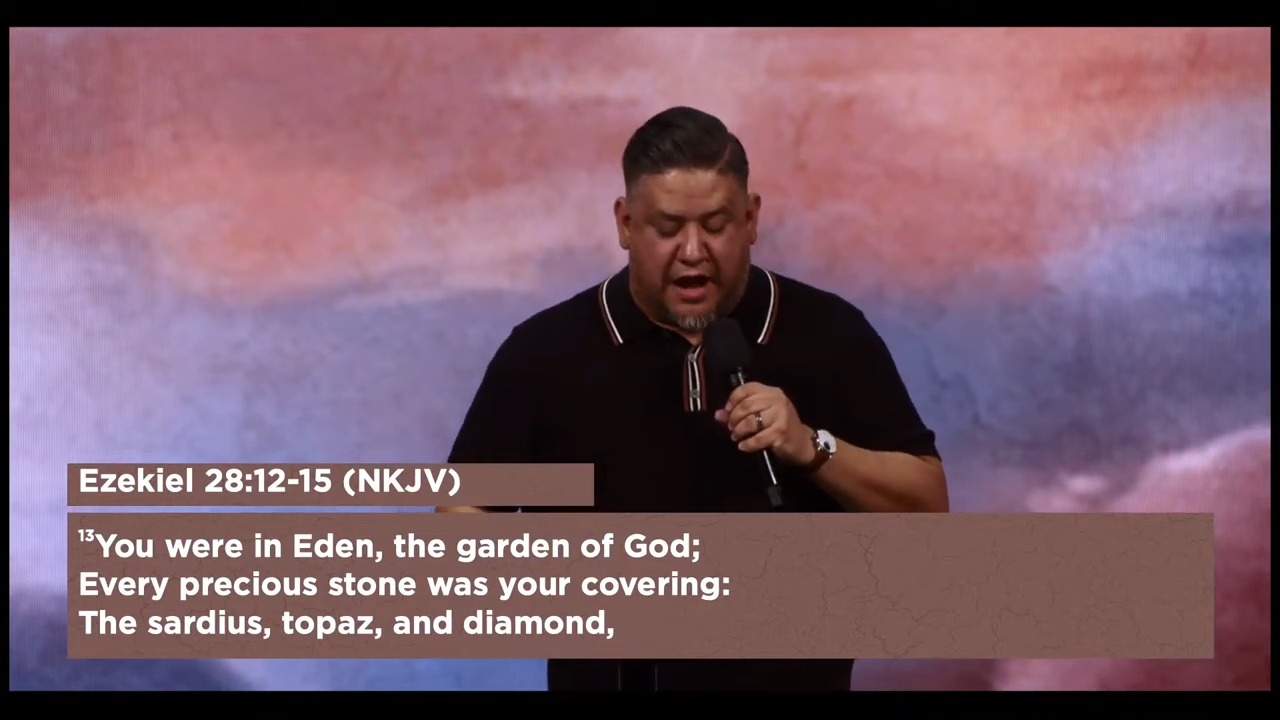 Ezekiel 28:12-15 (NKJV)
¹³You were in Eden, the garden of God;
Every precious stone was your covering:
The sardius, topaz, and diamond,